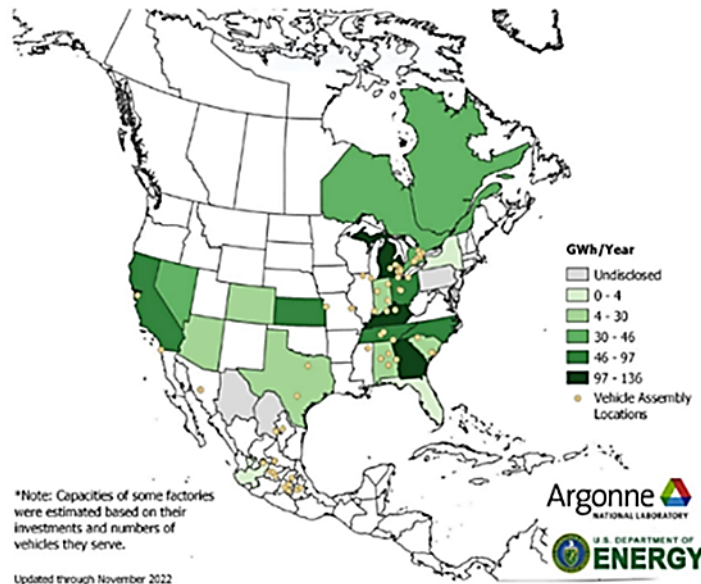 GWh/Year
Undisclosed
0 - 4
4 - 30
30 - 46
46 - 97
97 - 136
Vehicle Assembly
Locations
*Note: Capacities of some factories
were estimated based on their
investments and numbers of
vehicles they serve.
Updated through November 2022
Argonne
NATIONAL LABORATORY
U.S. DEPARTMENT OF
ENERGY